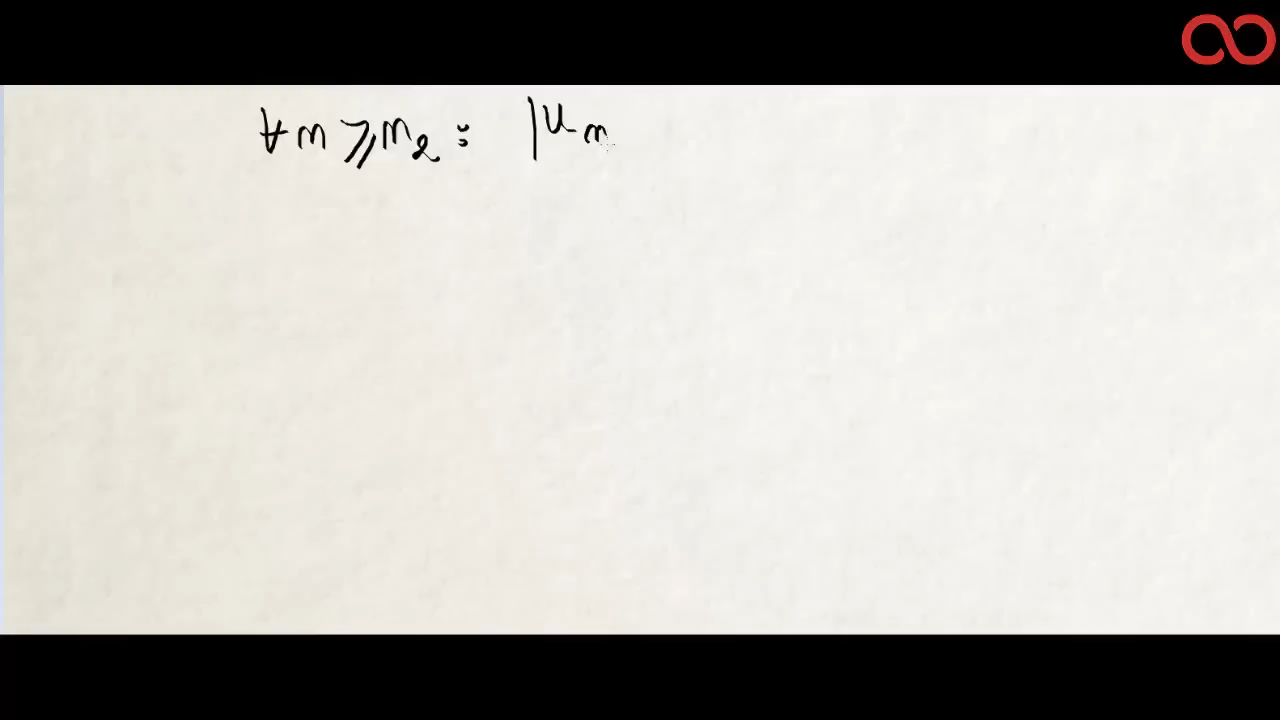 ∀n ⩾ n₂ : |Uₙ